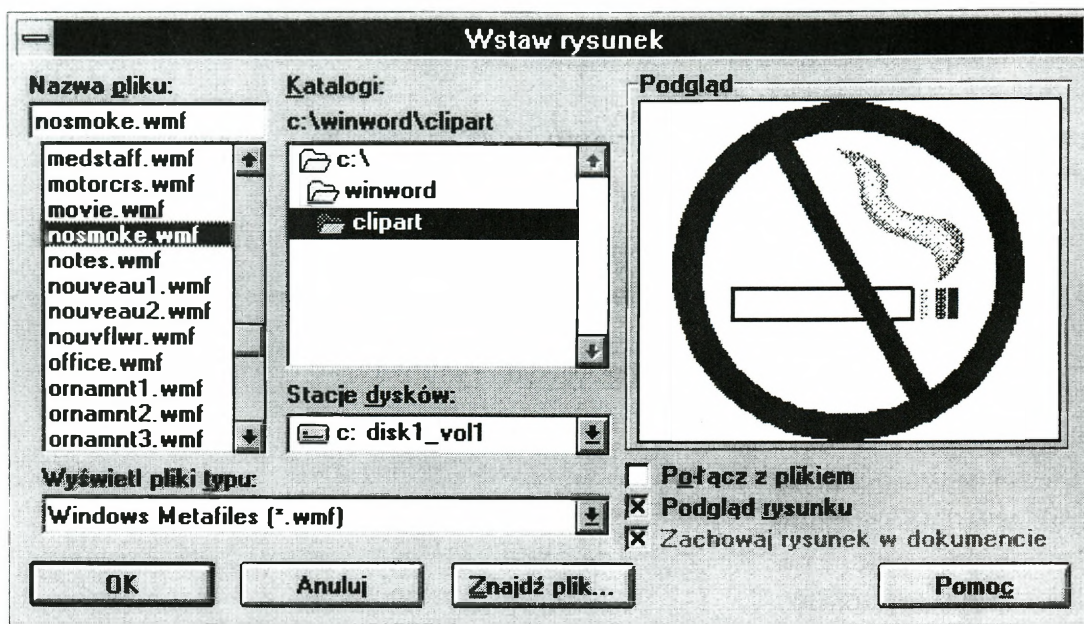 Wstaw rysunek
Nazwa pliku:
nosmoke.wmf
medstaff.wmf
motorcrs.wmf
movie.wmf
nosmoke.wmf
notes.wmf
nouveau1.wmf
nouveau2.wmf
nouvflwr.wmf
office.wmf
ornamnt1.wmf
ornamnt2.wmf
ornamnt3.wmf
Wyświetl pliki typu:
Windows Metafiles (*.wmf)
Katalogi:
c:\winword\clipart
c:\
winword
clipart
Stacje dysków:
c: disk1_vol1
Podgląd
Połącz z plikiem
Podgląd rysunku
Zachowaj rysunek w dokumencie
OK
Anuluj
Znajdź plik...
Pomoc